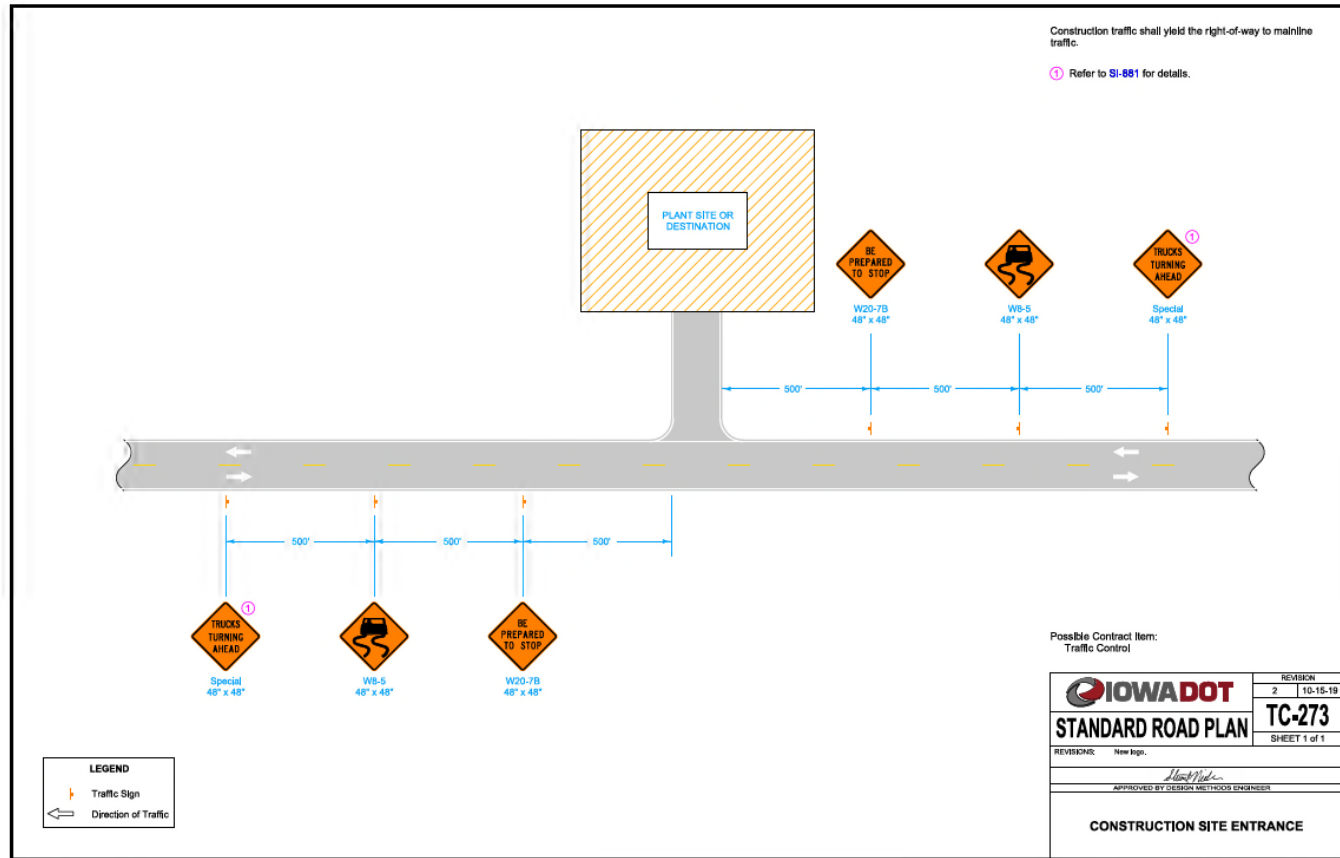 Construction traffic shall yield the right-of-way to mainline
traffic.
1 Refer to SI-881 for details.
PLANT SITE OR
DESTINATION
BE
PREPARED
TO STOP
W20-7B
48" x 48"
W8-5
48" x 48"
1
TRUCKS
TURNING
AHEAD
Special
48" x 48"
500'
500'
500'
500'
500'
500'
1
TRUCKS
TURNING
AHEAD
Special
48" x 48"
W8-5
48" x 48"
BE
PREPARED
TO STOP
W20-7B
48" x 48"
LEGEND
Traffic Sign
Direction of Traffic
Possible Contract Item:
Traffic Control
IOWADOT
REVISION
2 10-15-19
STANDARD ROAD PLAN
TC-273
SHEET 1 of 1
REVISIONS: New logo.
APPROVED BY DESIGN METHODS ENGINEER
CONSTRUCTION SITE ENTRANCE